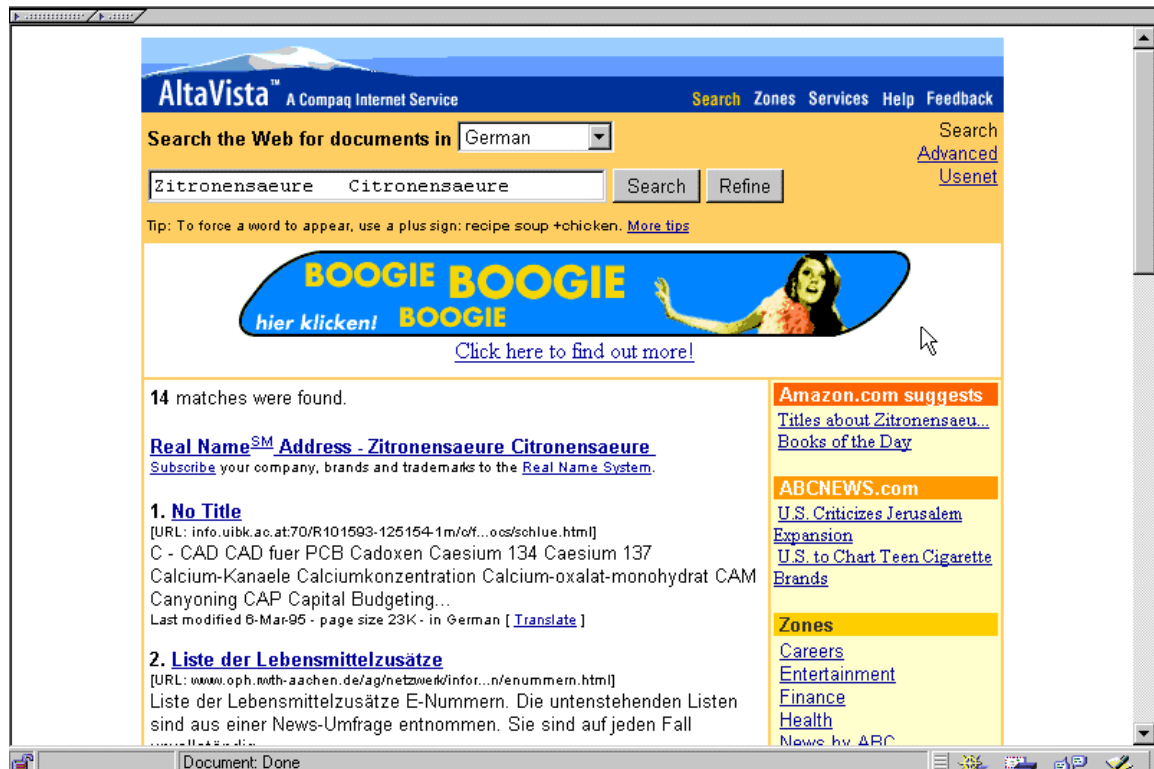 AltaVista™ A Compaq Internet Service
Search Zones Services Help Feedback
Search the Web for documents in German
Search
Advanced
Usenet
Zitronensaeure Citronensaeure Search Refine
Tip: To force a word to appear, use a plus sign: recipe soup +chicken. More tips
BOOGIE BOOGIE
hier klicken! BOOGIE
Click here to find out more!
14 matches were found.
Real Name SM Address - Zitronensaeure Citronensaeure
Subscribe your company, brands and trademarks to the Real Name System.
1. No Title
[URL: info.uibk.ac.at:70/R101593-125154-1m/c/f...ocs/schlue.html]
C - CAD CAD fuer PCB Cadoxen Caesium 134 Caesium 137
Calcium-Kanaele Calciumkonzentration Calcium-oxalat-monohydrat CAM
Canyoning CAP Capital Budgeting...
Last modified 6-Mar-95 - page size 23K - in German [ Translate ]
2. Liste der Lebensmittelzusätze
[URL: www.oph.rwth-aachen.de/ag/netzwerk/infor...n/enummern.html]
Liste der Lebensmittelzusätze E-Nummern. Die untenstehenden Listen
sind aus einer News-Umfrage entnommen. Sie sind auf jeden Fall
Amazon.com suggests
Titles about Zitronensaeu...
Books of the Day
ABCNEWS.com
U.S. Criticizes Jerusalem
Expansion
U.S. to Chart Teen Cigarette
Brands
Zones
Careers
Entertainment
Finance
Health
News by ABC
Document: Done